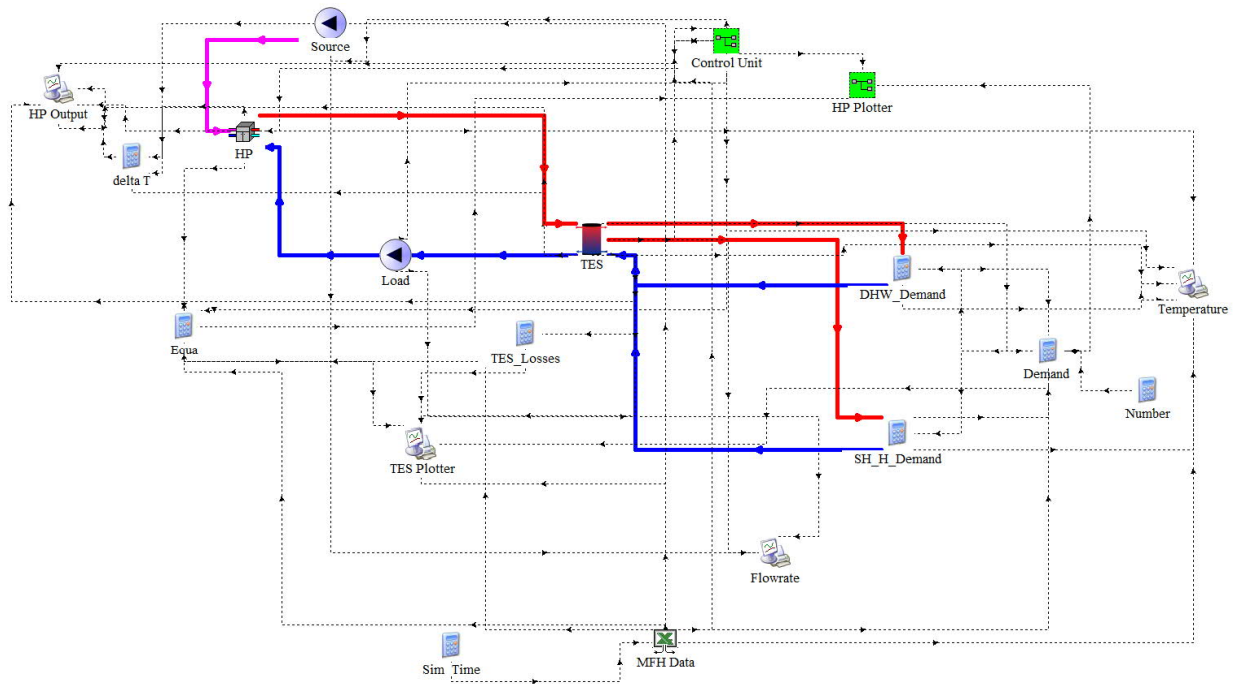 Source
Control Unit
HP Plotter
HP Output
HP
delta T
TES
Load
DHW_Demand
Temperature
Equa
TES_Losses
Demand
Number
TES Plotter
SH_H_Demand
Flowrate
Sim_Time
MFH Data